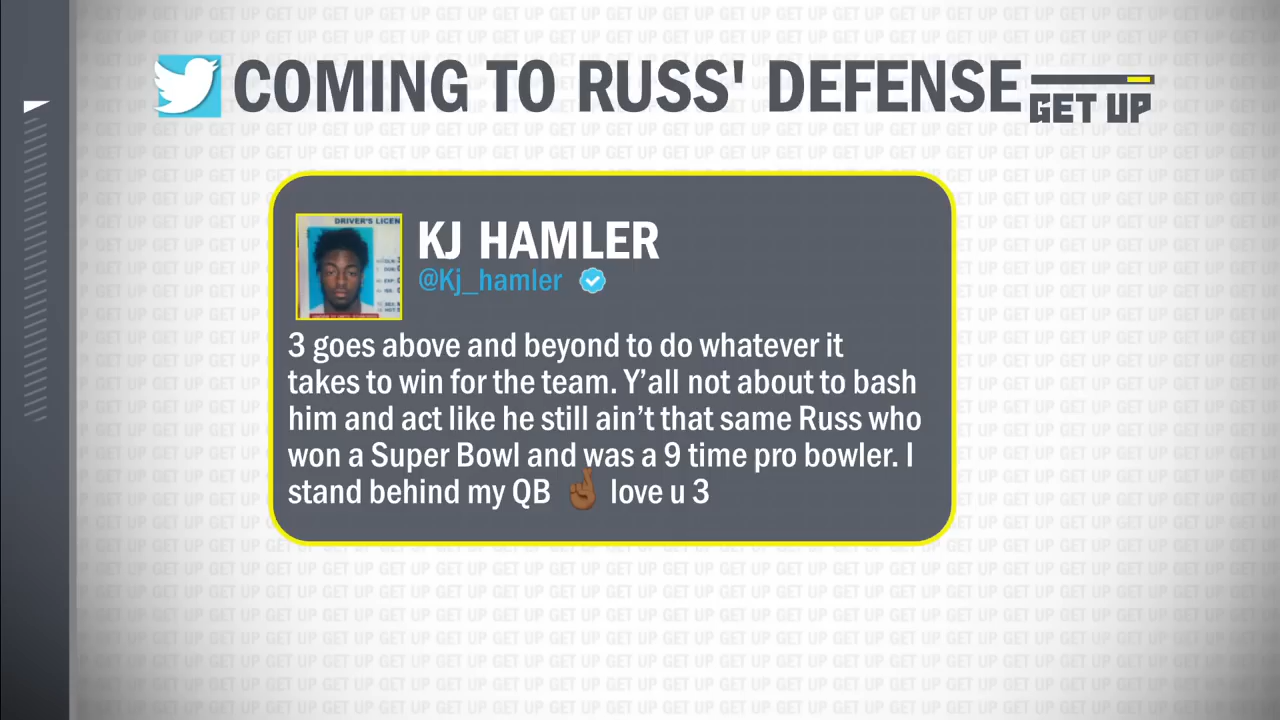 COMING TO RUSS' DEFENSE
GET UP
DRIVER'S LICEN
KJ HAMLER
@Kj_hamler
3 goes above and beyond to do whatever it
takes to win for the team. Y’all not about to bash
him and act like he still ain’t that same Russ who
won a Super Bowl and was a 9 time pro bowler. I
stand behind my QB 🤞🏾 love u 3